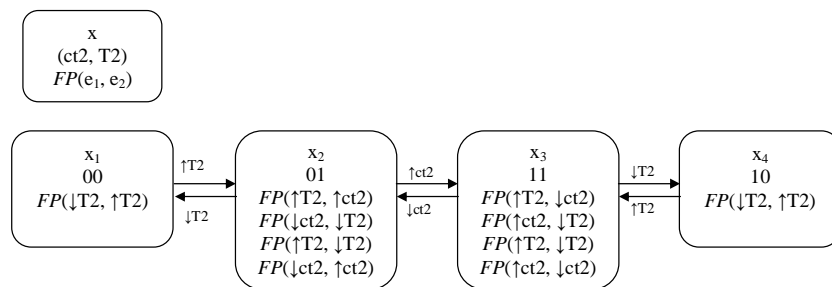 x
(ct2, T2)
FP(e₁, e₂)
x₁
00
FP(↓T2, ↑T2)
↑T2
↓T2
x₂
01
FP(↑T2, ↑ct2)
FP(↓ct2, ↓T2)
FP(↑T2, ↓T2)
FP(↓ct2, ↑ct2)
↑ct2
↓ct2
x₃
11
FP(↑T2, ↓ct2)
FP(↑ct2, ↓T2)
FP(↑T2, ↓T2)
FP(↑ct2, ↓ct2)
↓T2
↑T2
x₄
10
FP(↓T2, ↑T2)